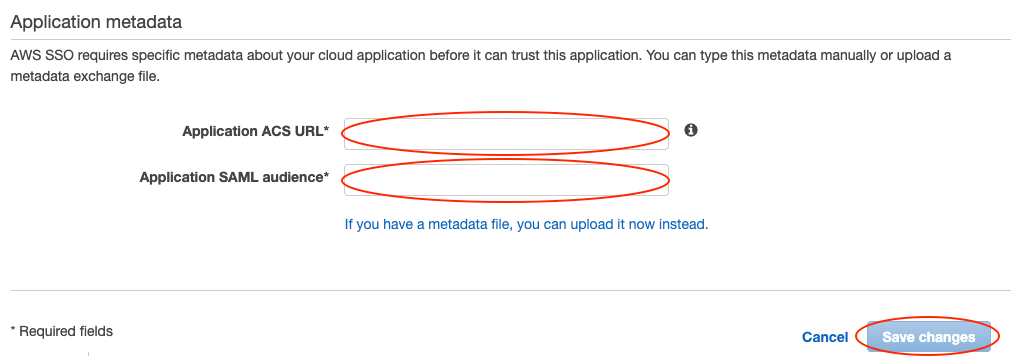 Application metadata
AWS SSO requires specific metadata about your cloud application before it can trust this application. You can type this metadata manually or upload a
metadata exchange file.
Application ACS URL*
Application SAML audience*
If you have a metadata file, you can upload it now instead.
* Required fields
Cancel
Save changes